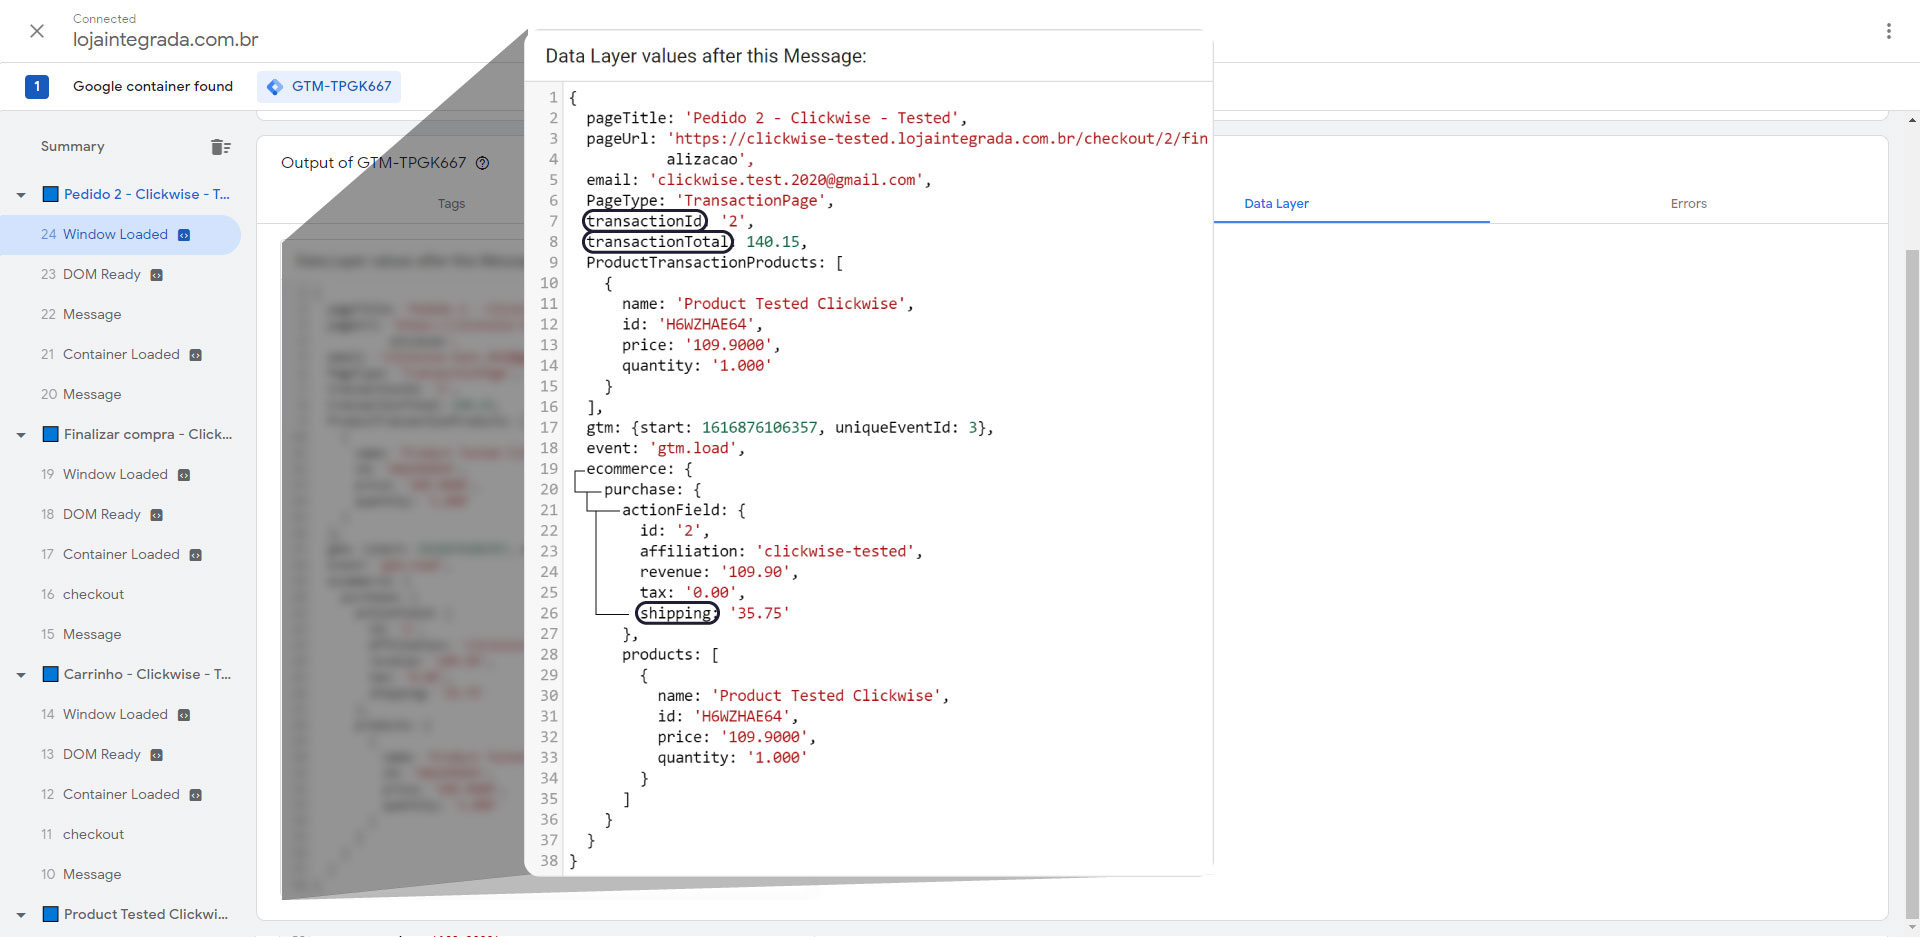 Connected
lojaintegrada.com.br
1 Google container found GTM-TPGK667
Summary
Pedido 2 - Clickwise - T...
24 Window Loaded
23 DOM Ready
22 Message
21 Container Loaded
20 Message
Finalizar compra - Click...
19 Window Loaded
18 DOM Ready
17 Container Loaded
16 checkout
15 Message
Carrinho - Clickwise - T...
14 Window Loaded
13 DOM Ready
12 Container Loaded
11 checkout
10 Message
Product Tested Clickwi...
Output of GTM-TPGK667
Tags
Data Layer
Errors
Data Layer values after this Message:
1 {
2 pageTitle: 'Pedido 2 - Clickwise - Tested',
3 pageUrl: 'https://clickwise-tested.lojaintegrada.com.br/checkout/2/fin
4 alizacao',
5 email: 'clickwise.test.2020@gmail.com',
6 PageType: 'TransactionPage',
7 transactionId '2',
8 transactionTotal: 140.15,
9 ProductTransactionProducts: [
10 {
11 name: 'Product Tested Clickwise',
12 id: 'H6WZHAE64',
13 price: '109.9000',
14 quantity: '1.000'
15 }
16 ],
17 gtm: {start: 1616876106357, uniqueEventId: 3},
18 event: 'gtm.load',
19 ecommerce: {
20 purchase: {
21 actionField: {
22 id: '2',
23 affiliation: 'clickwise-tested',
24 revenue: '109.90',
25 tax: '0.00',
26 shipping: '35.75'
27 },
28 products: [
29 {
30 name: 'Product Tested Clickwise',
31 id: 'H6WZHAE64',
32 price: '109.9000',
33 quantity: '1.000'
34 }
35 ]
36 }
37 }
38 }